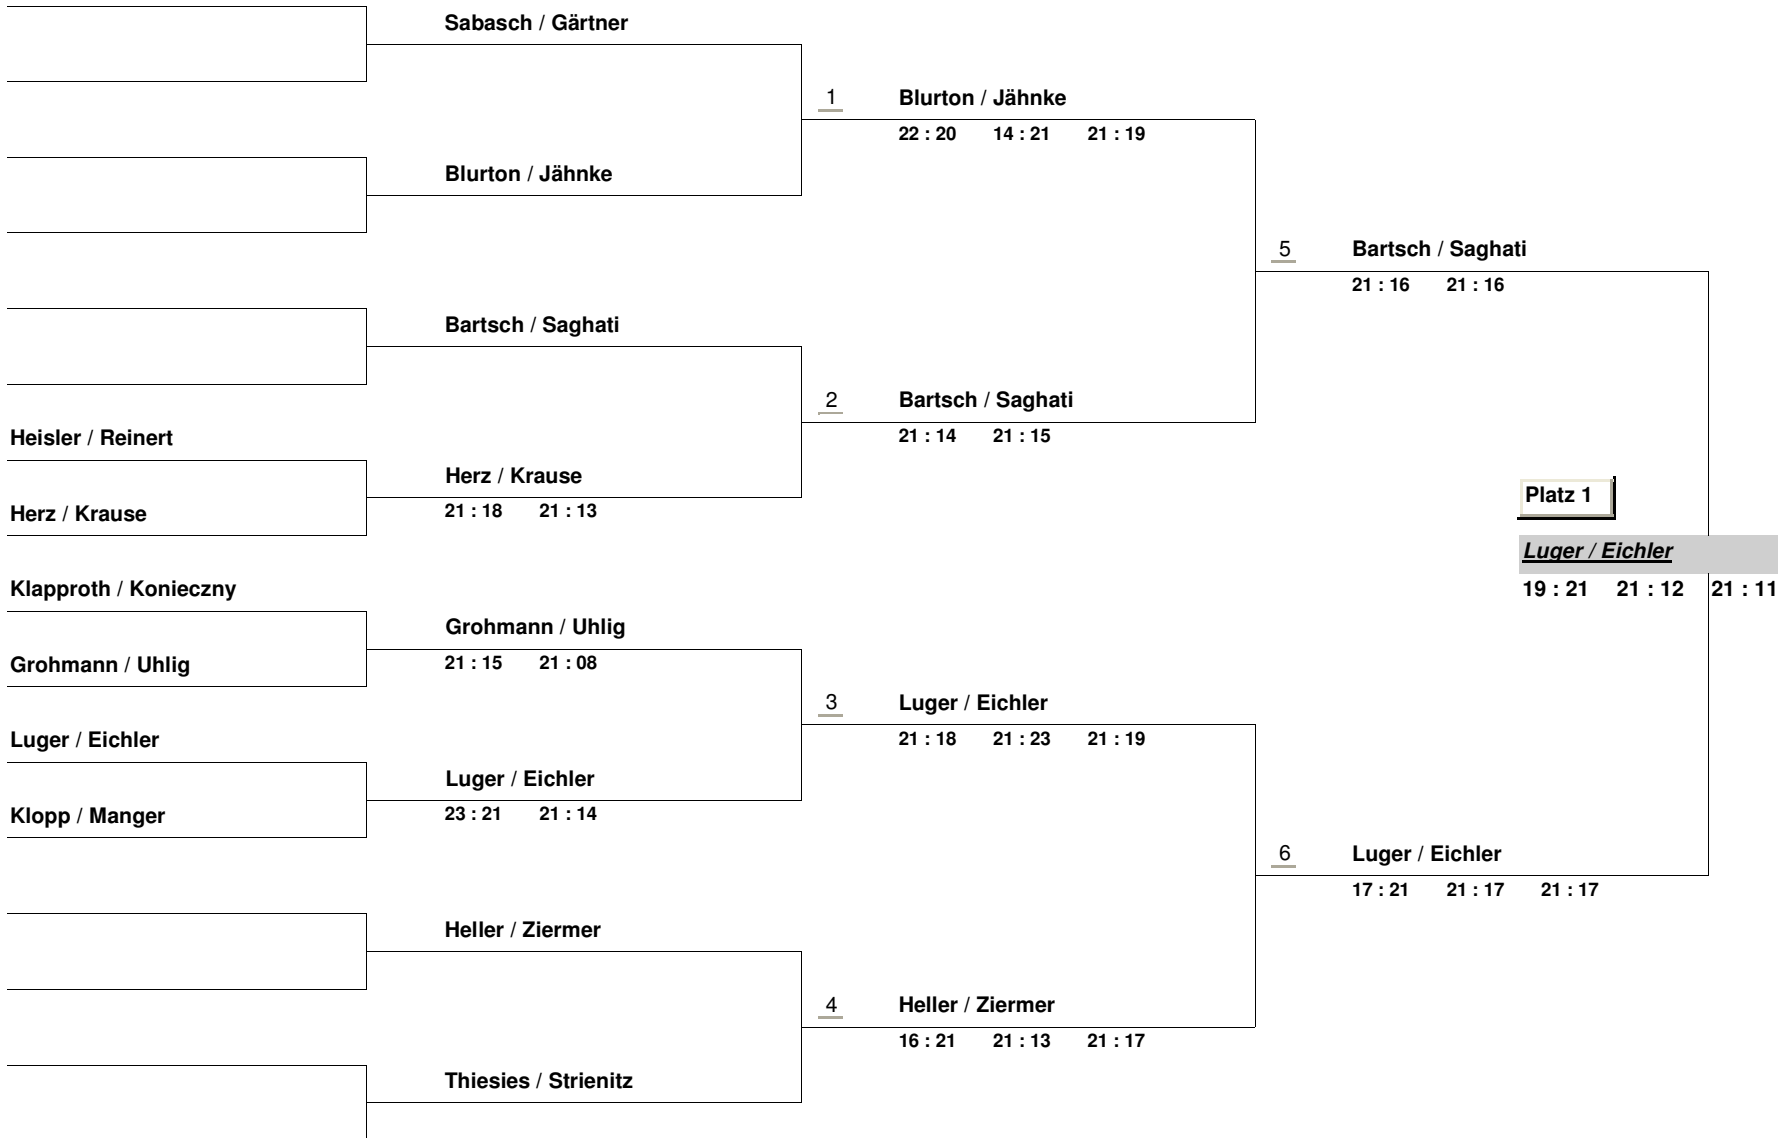 Sabasch / Gärtner
1 Blurton / Jähnke
22 : 20 14 : 21 21 : 19
Blurton / Jähnke
5 Bartsch / Saghati
21 : 16 21 : 16
Bartsch / Saghati
2 Bartsch / Saghati
21 : 14 21 : 15
Heisler / Reinert
Herz / Krause
21 : 18 21 : 13
Herz / Krause
Platz 1
Luger / Eichler
19 : 21 21 : 12 21 : 11
Klapproth / Konieczny
Grohmann / Uhlig
21 : 15 21 : 08
Grohmann / Uhlig
3 Luger / Eichler
21 : 18 21 : 23 21 : 19
Luger / Eichler
Luger / Eichler
23 : 21 21 : 14
Klopp / Manger
6 Luger / Eichler
17 : 21 21 : 17 21 : 17
Heller / Ziermer
4 Heller / Ziermer
16 : 21 21 : 13 21 : 17
Thiesies / Strienitz